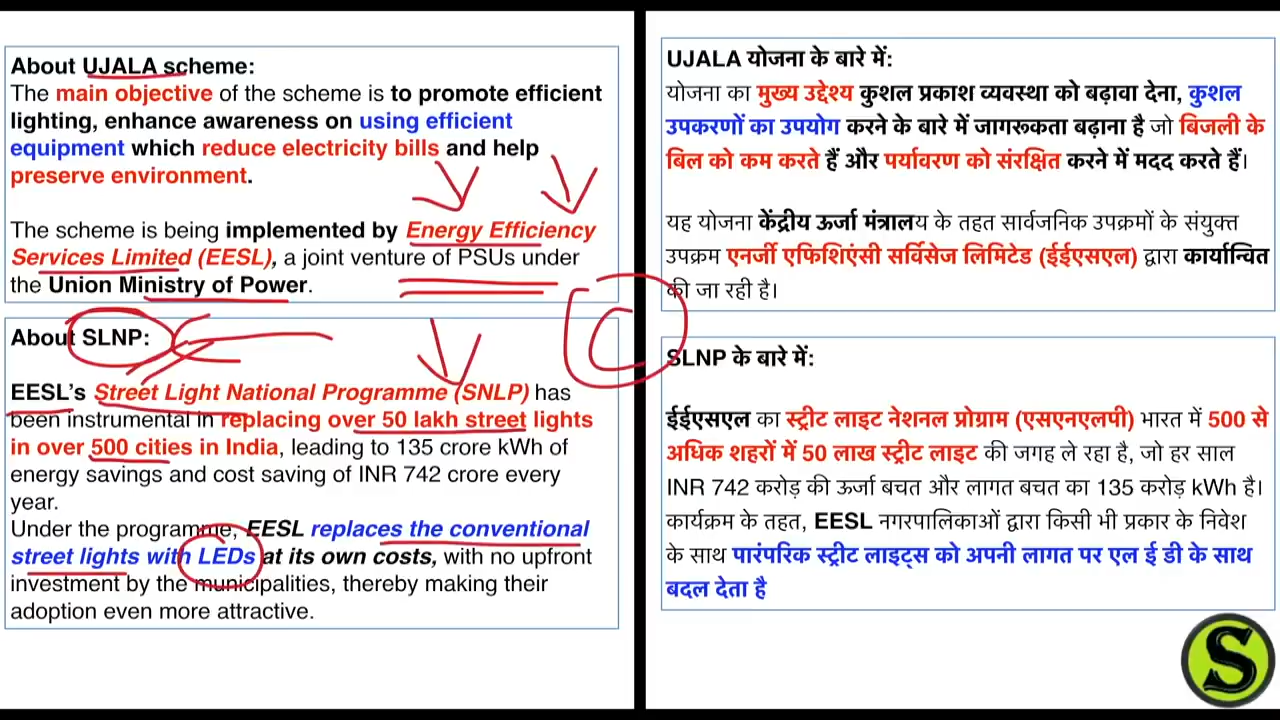 About UJALA scheme:
The main objective of the scheme is to promote efficient
lighting, enhance awareness on using efficient
equipment which reduce electricity bills and help
preserve environment.
The scheme is being implemented by Energy Efficiency
Services Limited (EESL), a joint venture of PSUs under
the Union Ministry of Power.
About SLNP:
EESL's Street Light National Programme (SNLP) has
been instrumental in replacing over 50 lakh street lights
in over 500 cities in India, leading to 135 crore kWh of
energy savings and cost saving of INR 742 crore every
year.
Under the programme, EESL replaces the conventional
street lights with LEDs at its own costs, with no upfront
investment by the municipalities, thereby making their
adoption even more attractive.
UJALA योजना के बारे में:
योजना का मुख्य उद्देश्य कुशल प्रकाश व्यवस्था को बढ़ावा देना, कुशल
उपकरणों का उपयोग करने के बारे में जागरूकता बढ़ाना है जो बिजली के
बिल को कम करते हैं और पर्यावरण को संरक्षित करने में मदद करते हैं।
यह योजना केंद्रीय ऊर्जा मंत्रालय के तहत सार्वजनिक उपक्रमों के संयुक्त
उपक्रम एनर्जी एफिशिएंसी सर्विसेज लिमिटेड (ईईएसएल) द्वारा कार्यान्वित
की जा रही है।
SLNP के बारे में:
ईईएसएल का स्ट्रीट लाइट नेशनल प्रोग्राम (एसएनएलपी) भारत में 500 से
अधिक शहरों में 50 लाख स्ट्रीट लाइट की जगह ले रहा है, जो हर साल
INR 742 करोड़ की ऊर्जा बचत और लागत बचत का 135 करोड़ kWh है।
कार्यक्रम के तहत, EESL नगरपालिकाओं द्वारा किसी भी प्रकार के निवेश
के साथ पारंपरिक स्ट्रीट लाइट्स को अपनी लागत पर एल ई डी के साथ
बदल देता है
S